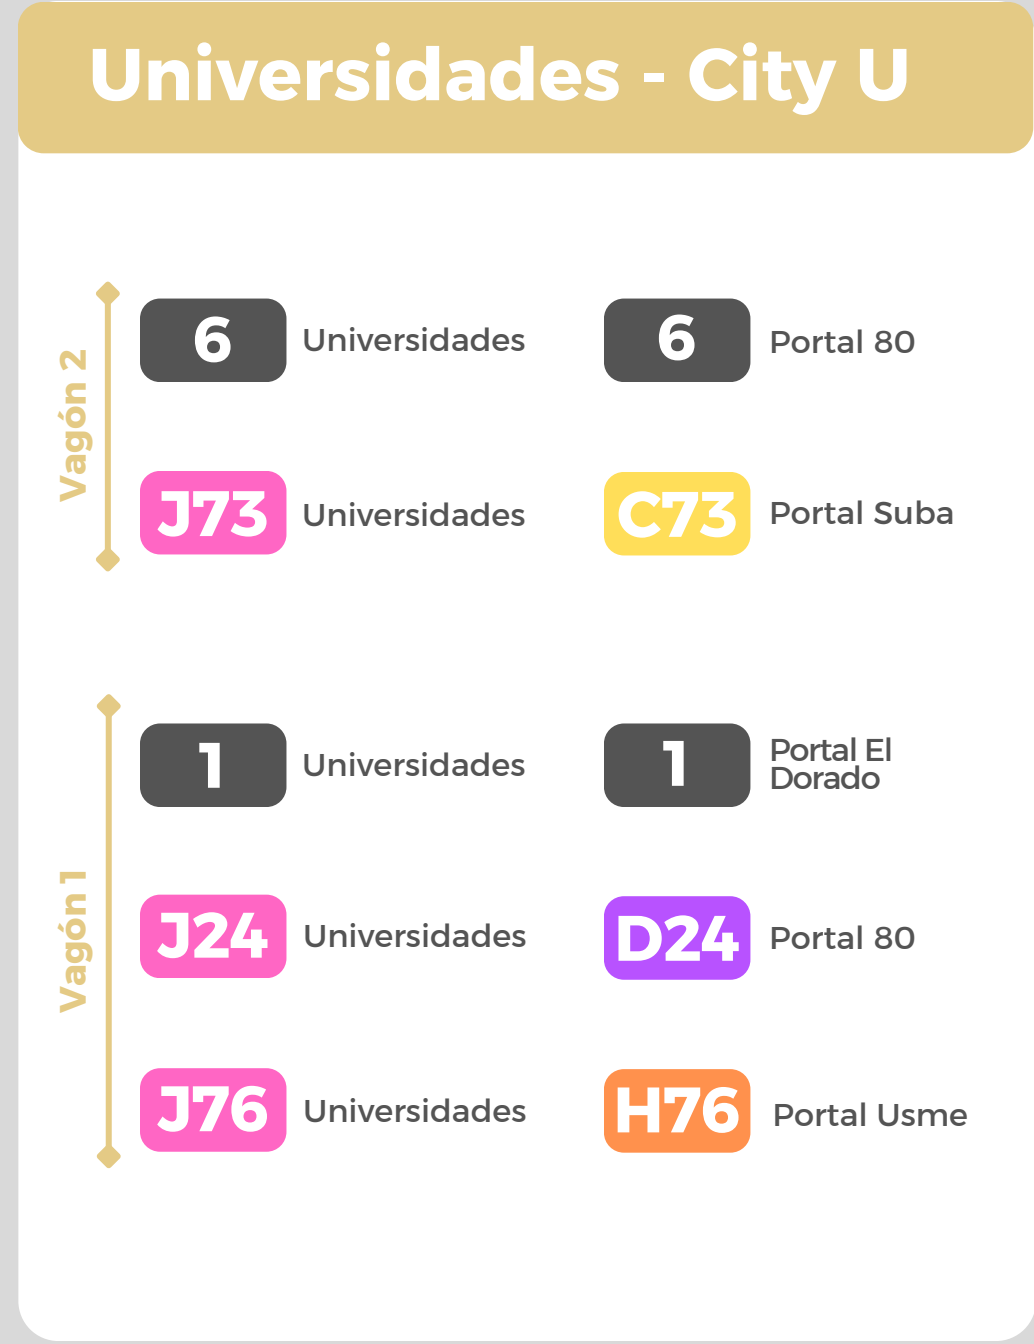 Universidades - City U
Vagón 2
6 Universidades 6 Portal 80
J73 Universidades C73 Portal Suba
Vagón 1
1 Universidades 1 Portal El
Dorado
J24 Universidades D24 Portal 80
J76 Universidades H76 Portal Usme